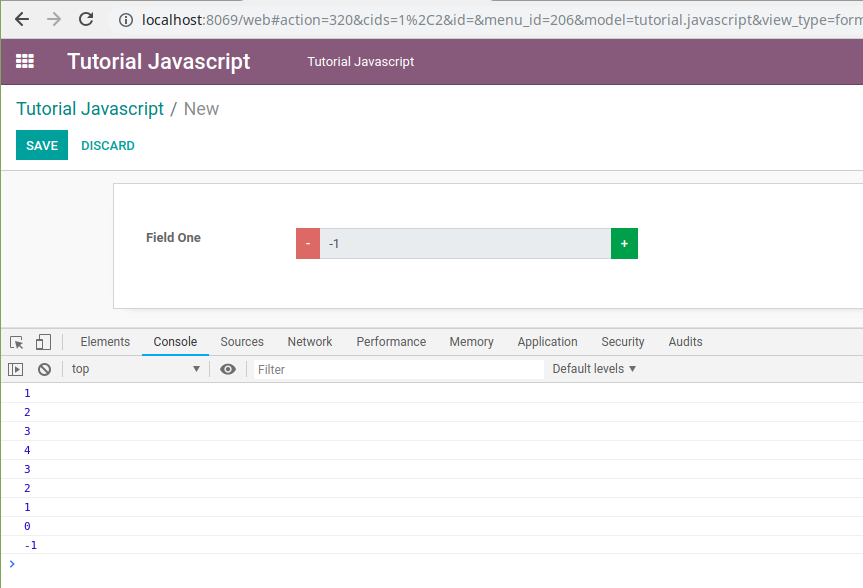 localhost:8069/web#action=320&cids=1%2C2&id=&menu_id=206&model=tutorial.javascript&view_type=form
Tutorial Javascript Tutorial Javascript
Tutorial Javascript / New
SAVE DISCARD
Field One - -1 +
Elements Console Sources Network Performance Memory Application Security Audits
top Filter Default levels
1
2
3
4
3
2
1
0
-1